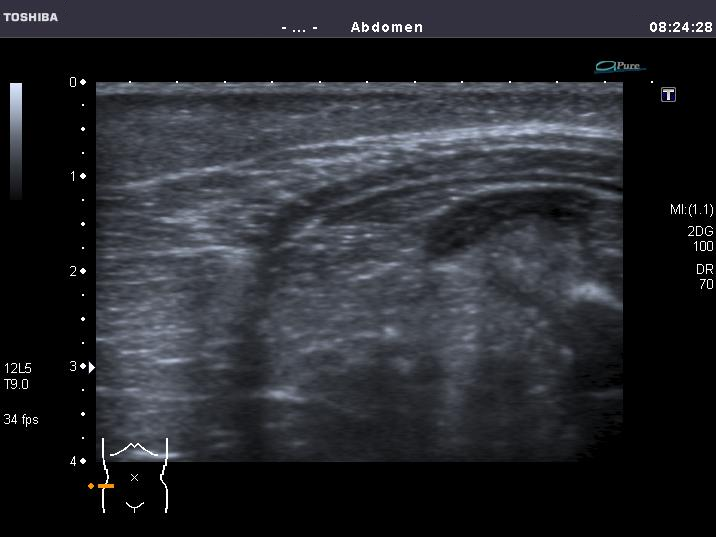 TOSHIBA
- ... - Abdomen
08:24:28
aPure
T
0
1
MI:(1.1)
2DG
100
2
DR
70
3
12L5
T9.0
34 fps
4